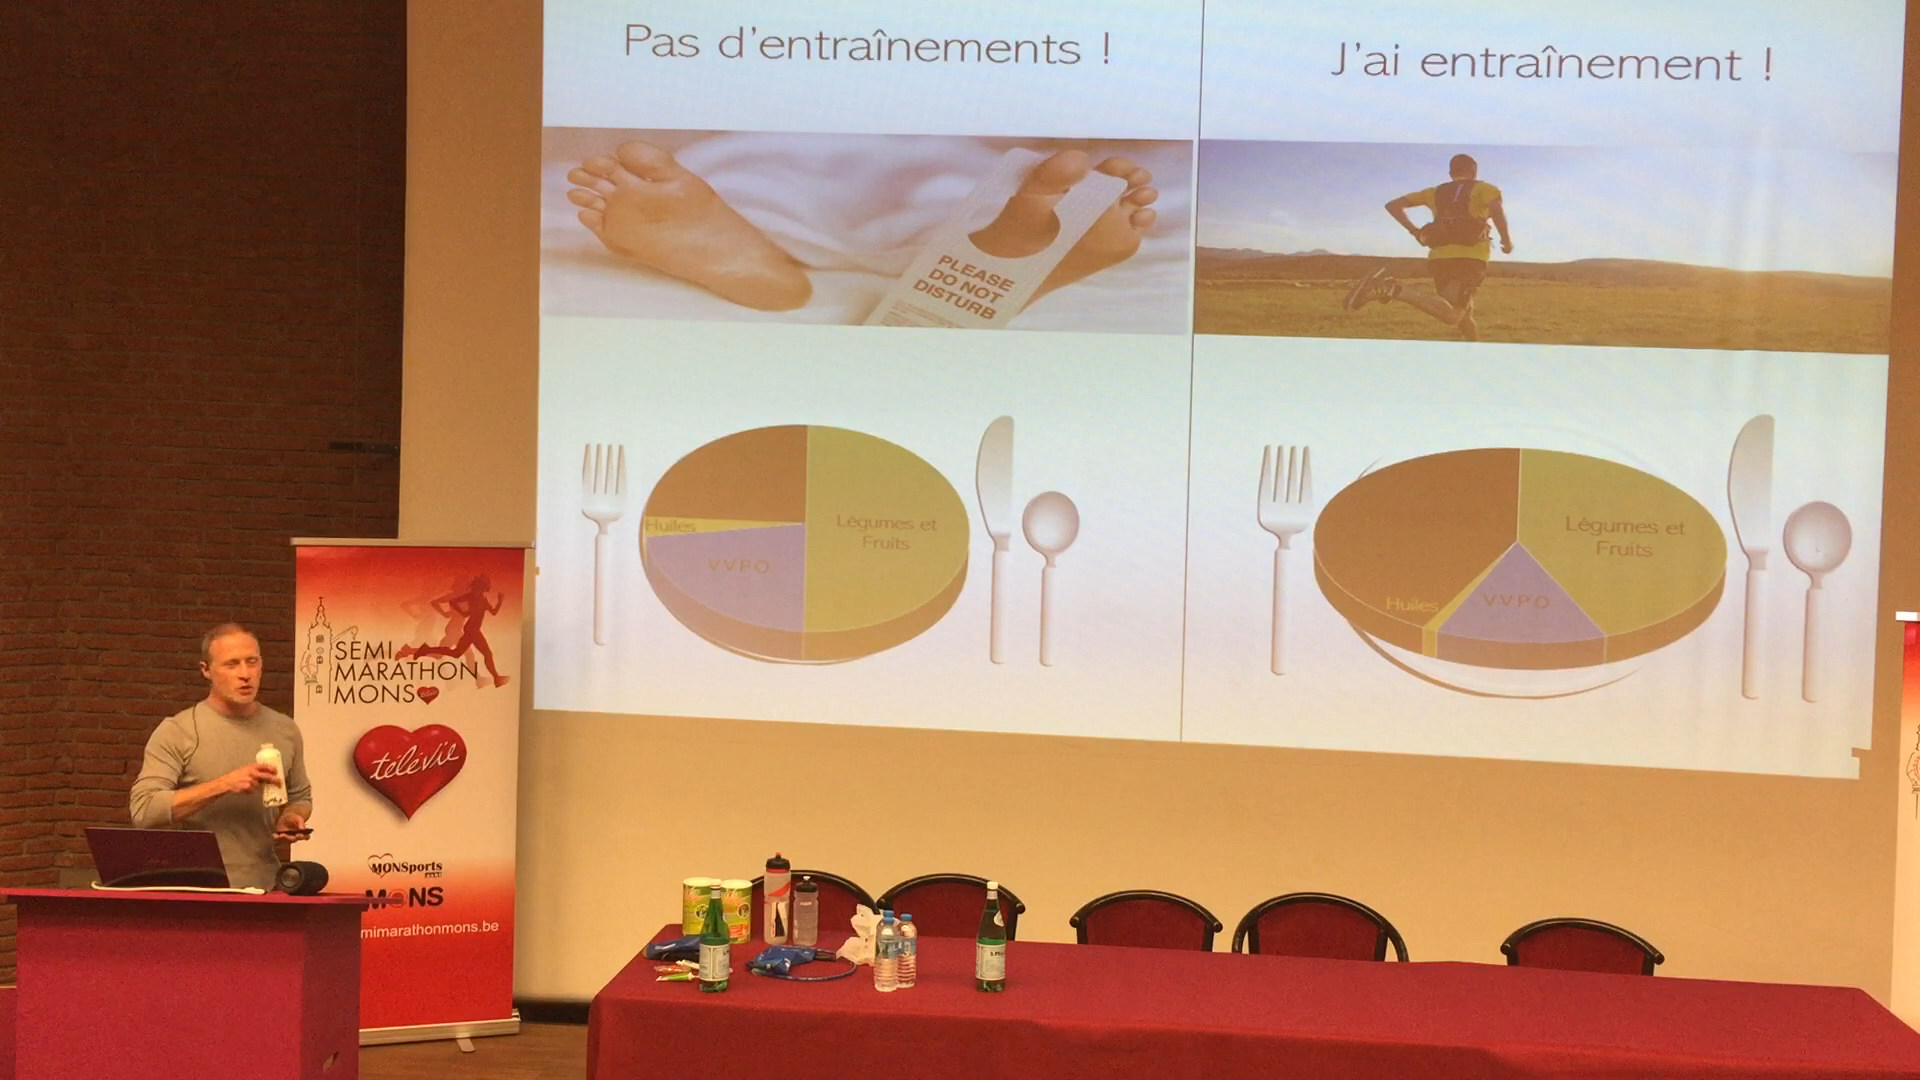 Pas d'entraînements !
J'ai entraînement !
PLEASE
DO NOT
DISTURB
Huiles
VVPO
Légumes et
Fruits
Huiles
VVPO
Légumes et
Fruits
SEMI
MARATHON
MONS
télévie
MONSports
MONS
mimarathonmons.be